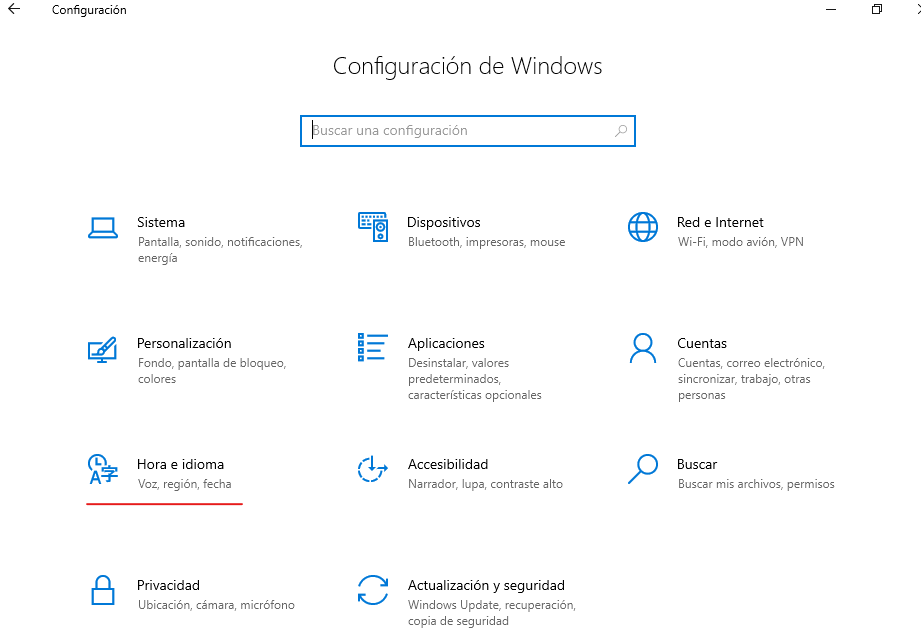 Configuración
Configuración de Windows
Buscar una configuración
Sistema
Pantalla, sonido, notificaciones,
energía
Dispositivos
Bluetooth, impresoras, mouse
Red e Internet
Wi-Fi, modo avión, VPN
Personalización
Fondo, pantalla de bloqueo,
colores
Aplicaciones
Desinstalar, valores
predeterminados,
características opcionales
Cuentas
Cuentas, correo electrónico,
sincronizar, trabajo, otras
personas
Hora e idioma
Voz, región, fecha
Accesibilidad
Narrador, lupa, contraste alto
Buscar
Buscar mis archivos, permisos
Privacidad
Ubicación, cámara, micrófono
Actualización y seguridad
Windows Update, recuperación,
copia de seguridad